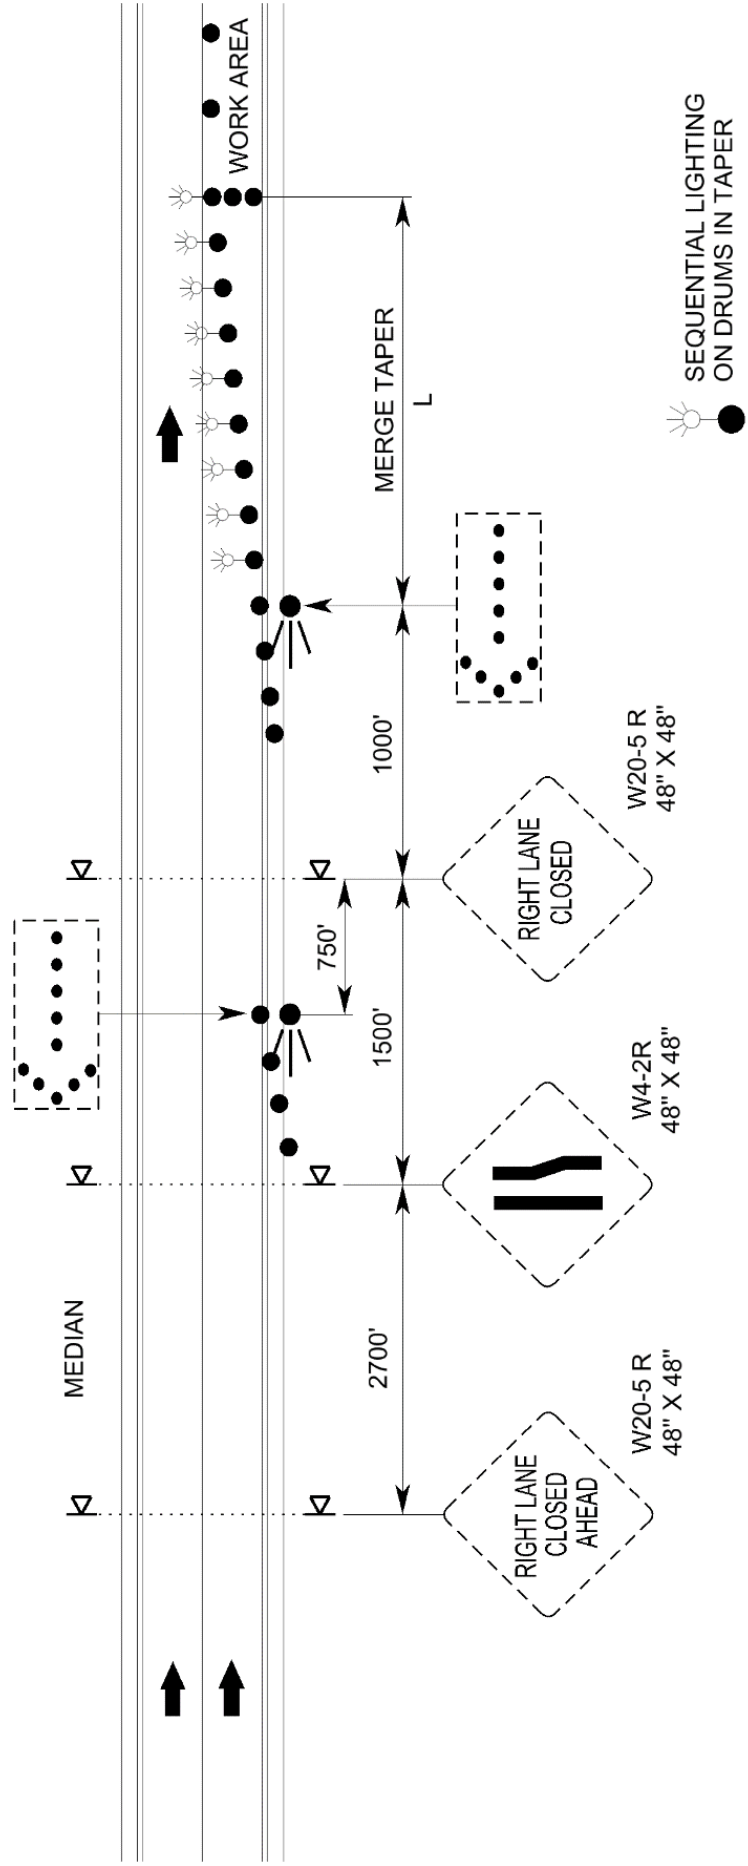 WORK AREA
MERGE TAPER
L
SEQUENTIAL LIGHTING
ON DRUMS IN TAPER
1000'
750'
1500'
RIGHT LANE
CLOSED
W20-5 R
48" X 48"
W4-2R
48" X 48"
MEDIAN
2700'
RIGHT LANE
CLOSED
AHEAD
W20-5 R
48" X 48"